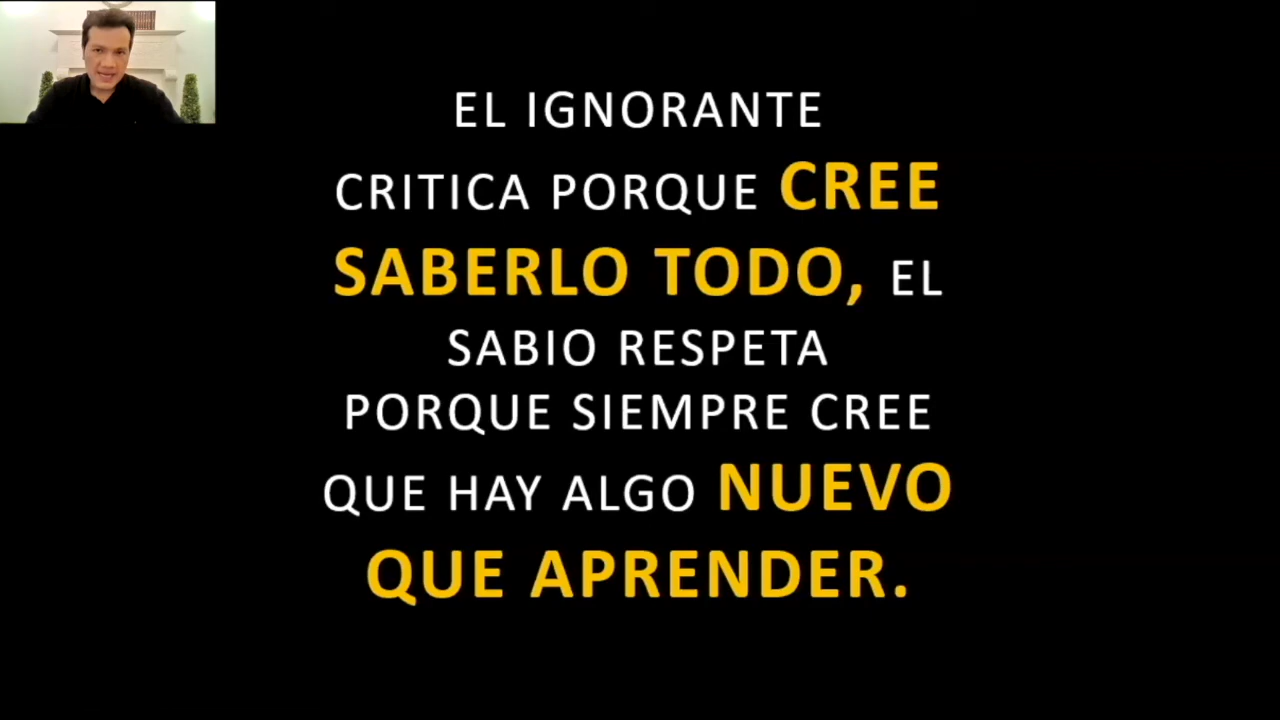 EL IGNORANTE
CRITICA PORQUE CREE
SABERLO TODO, EL
SABIO RESPETA
PORQUE SIEMPRE CREE
QUE HAY ALGO NUEVO
QUE APRENDER.